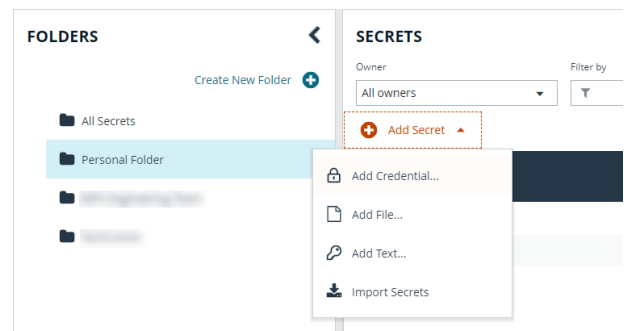 FOLDERS
Create New Folder
All Secrets
Personal Folder
SECRETS
Owner
Filter by
All owners
Add Secret
Add Credential...
Add File...
Add Text...
Import Secrets